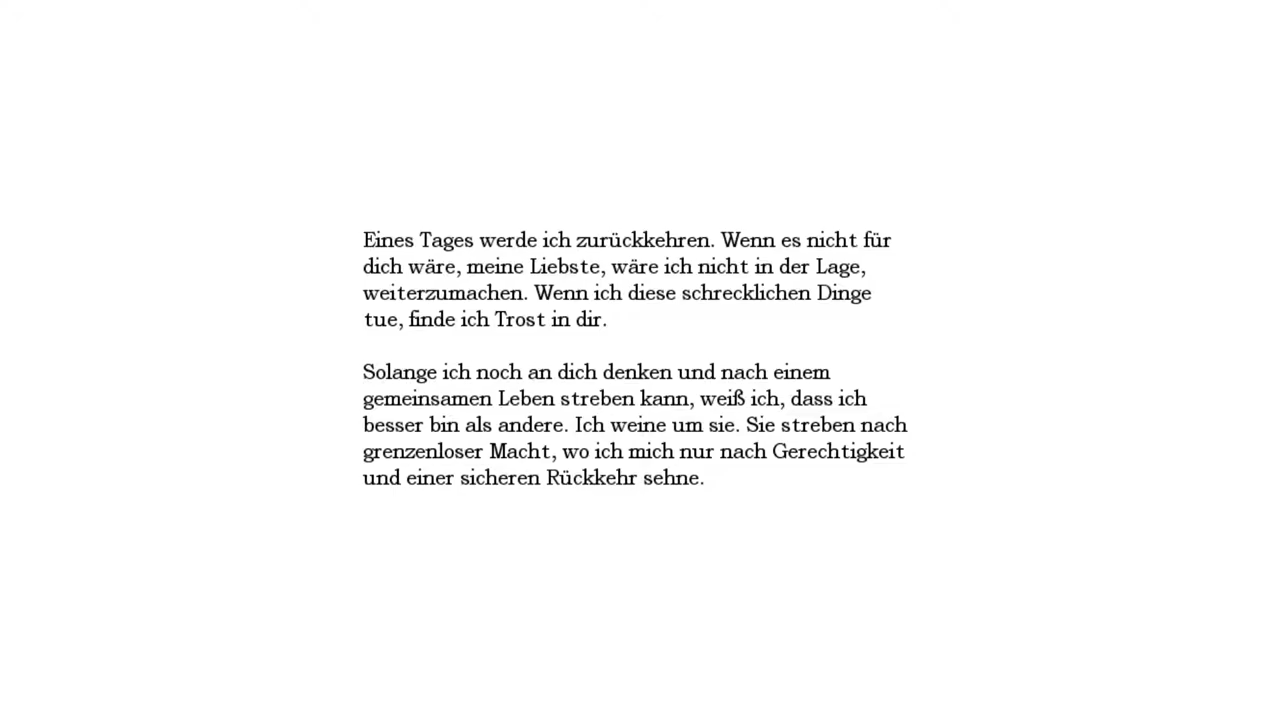 Eines Tages werde ich zurückkehren. Wenn es nicht für
dich wäre, meine Liebste, wäre ich nicht in der Lage,
weiterzumachen. Wenn ich diese schrecklichen Dinge
tue, finde ich Trost in dir.
Solange ich noch an dich denken und nach einem
gemeinsamen Leben streben kann, weiß ich, dass ich
besser bin als andere. Ich weine um sie. Sie streben nach
grenzenloser Macht, wo ich mich nur nach Gerechtigkeit
und einer sicheren Rückkehr sehne.